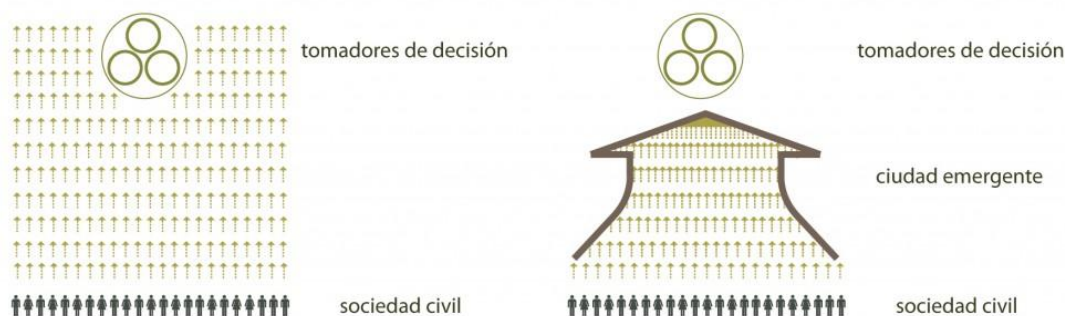 tomadores de decisión
tomadores de decisión
ciudad emergente
sociedad civil
sociedad civil